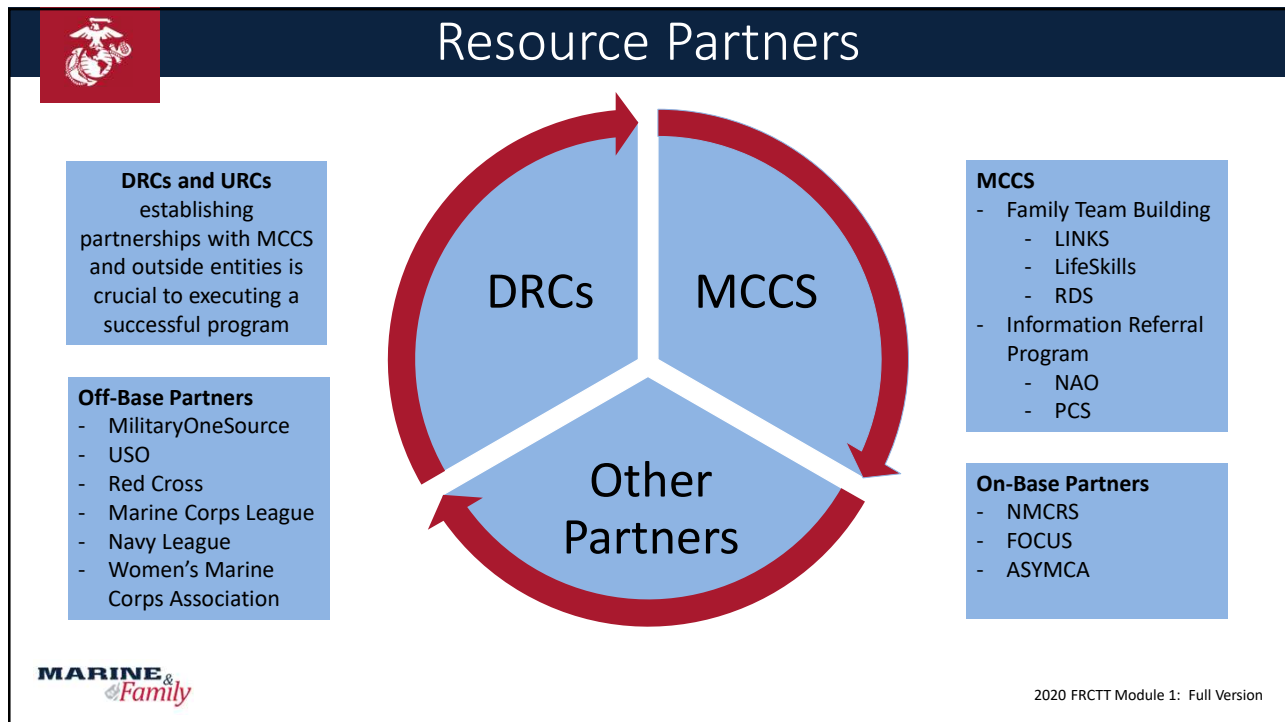 Resource Partners
DRCs and URCs
establishing
partnerships with MCCS
and outside entities is
crucial to executing a
successful program
Off-Base Partners
- MilitaryOneSource
- USO
- Red Cross
- Marine Corps League
- Navy League
- Women's Marine
Corps Association
DRCs
MCCS
Other
Partners
MCCS
- Family Team Building
- LINKS
- LifeSkills
- RDS
- Information Referral
Program
- NAO
- PCS
On-Base Partners
- NMCRS
- FOCUS
- ASYMCA
MARINE &
Family
2020 FRCTT Module 1: Full Version